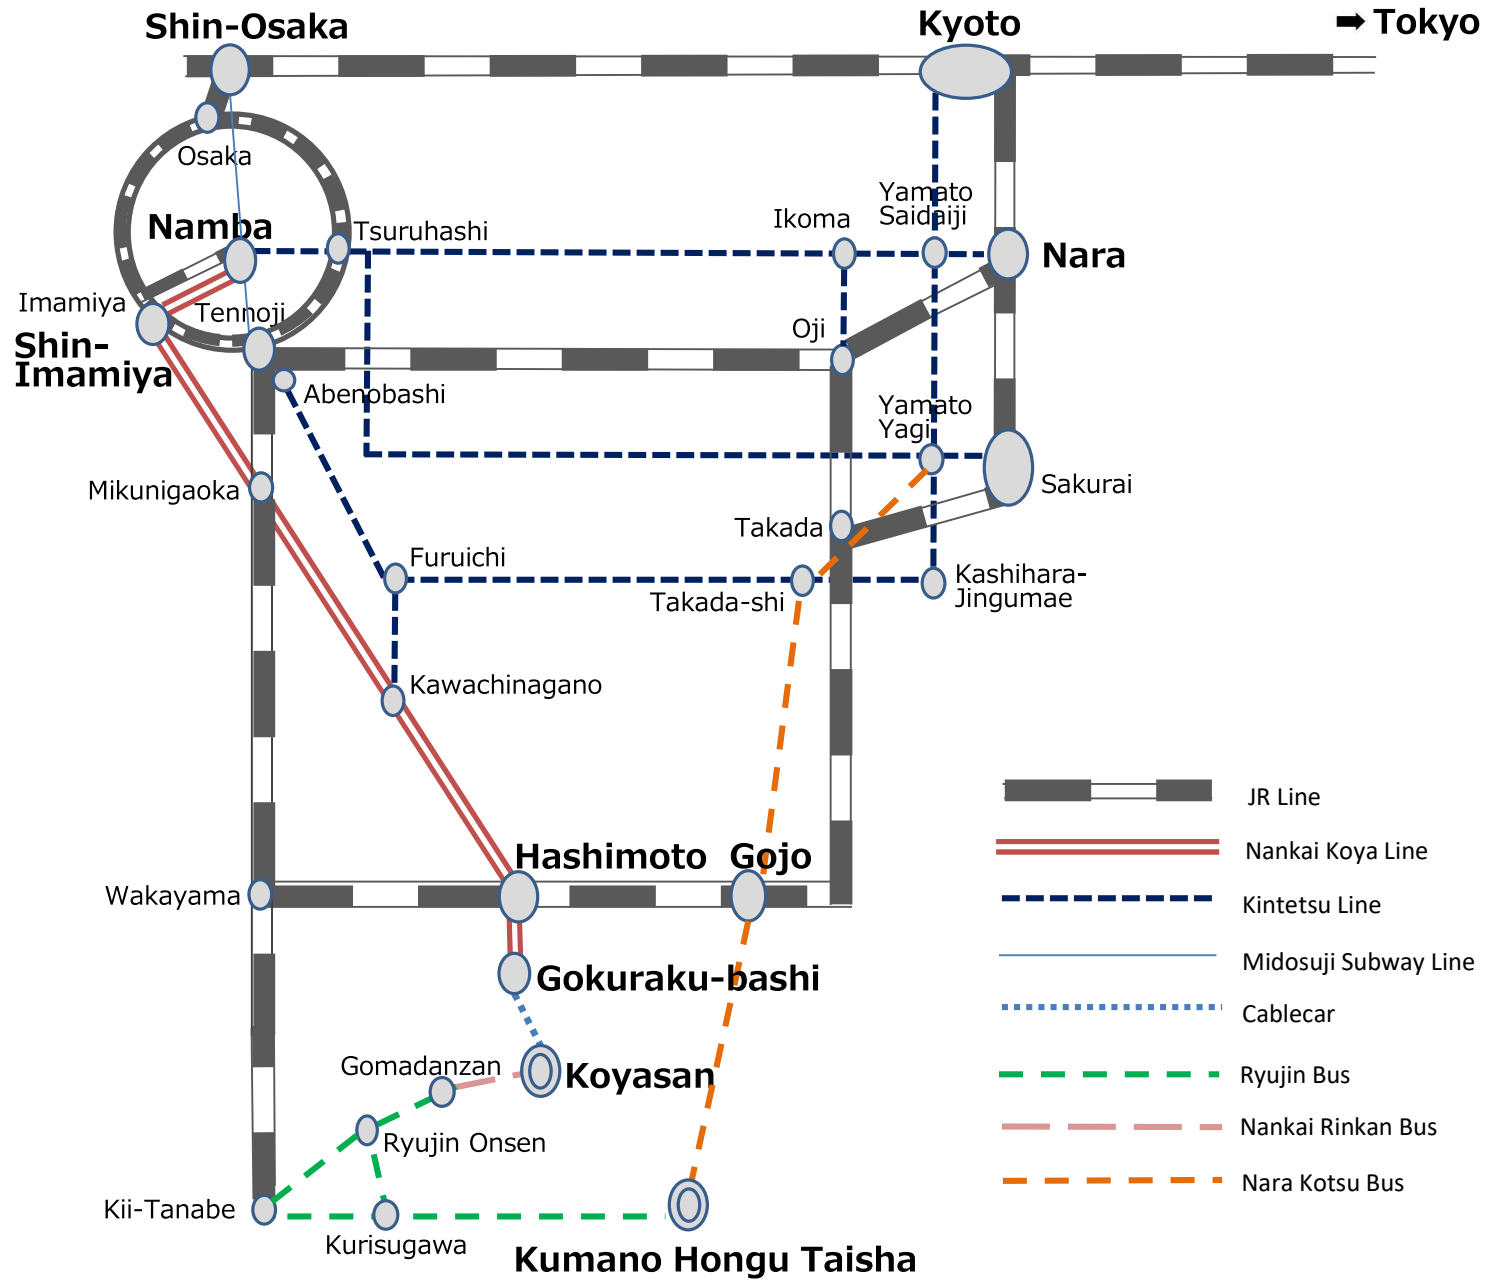 Shin-Osaka
Kyoto
➡ Tokyo
Osaka
Namba
Tsuruhashi
Ikoma
Yamato
Saidaiji
Nara
Imamiya
Tennoji
Shin-
Imamiya
Oji
Abenobashi
Yamato
Yagi
Mikunigaoka
Sakurai
Takada
Furuichi
Takada-shi
Kashihara-
Jingumae
Kawachinagano
Hashimoto
Gojo
Wakayama
Gokuraku-bashi
Gomadanzan
Koyasan
Ryujin Onsen
Kii-Tanabe
Kurisugawa
Kumano Hongu Taisha
JR Line
Nankai Koya Line
Kintetsu Line
Midosuji Subway Line
Cablecar
Ryujin Bus
Nankai Rinkan Bus
Nara Kotsu Bus